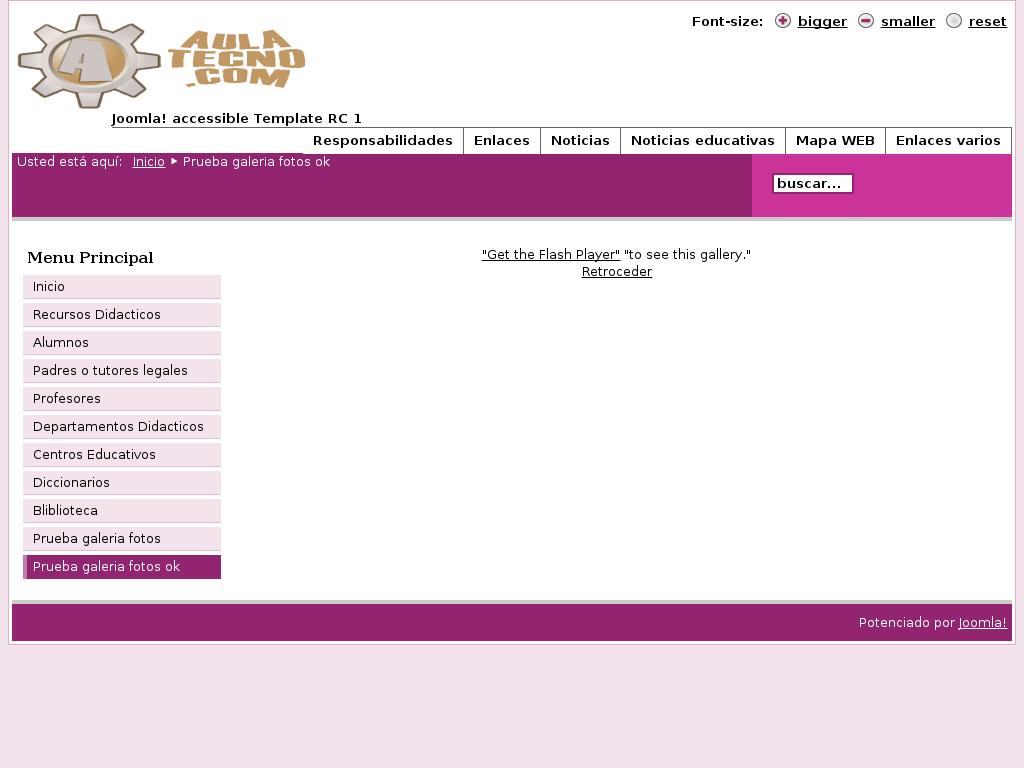 Font-size: bigger smaller reset
A
AULA
TECNO
.COM
Joomla! accessible Template RC 1
Responsabilidades Enlaces Noticias Noticias educativas Mapa WEB Enlaces varios
Usted está aquí: Inicio Prueba galeria fotos ok
buscar...
Menu Principal
Inicio
Recursos Didacticos
Alumnos
Padres o tutores legales
Profesores
Departamentos Didacticos
Centros Educativos
Diccionarios
Bliblioteca
Prueba galeria fotos
Prueba galeria fotos ok
"Get the Flash Player" "to see this gallery."
Retroceder
Potenciado por Joomla!